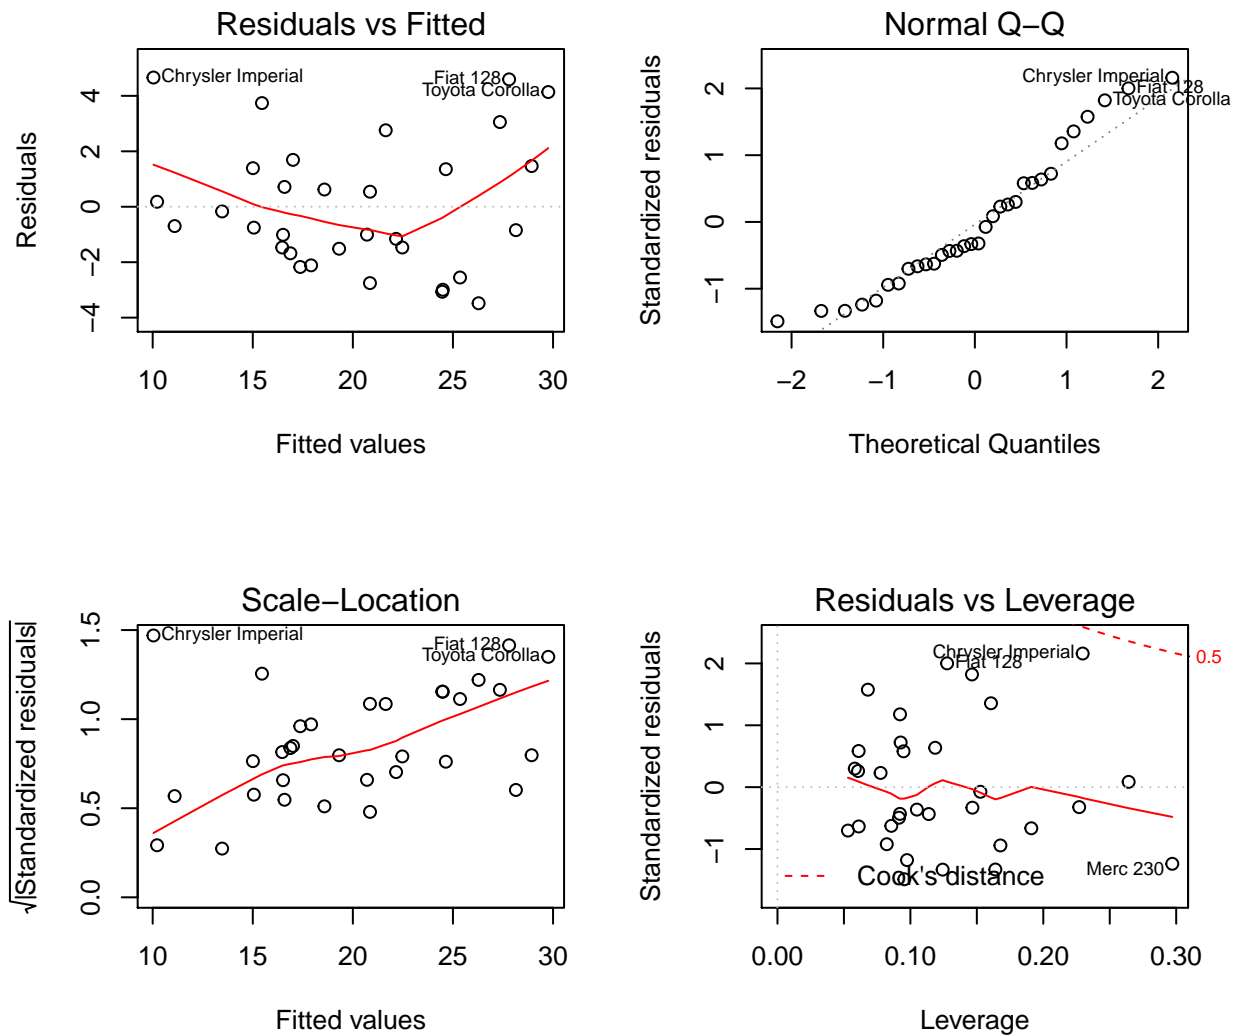 Residuals vs Fitted
Residuals
4
2
0
−2
−4
Chrysler Imperial
Fiat 128
Toyota Corolla
10 15 20 25 30
Fitted values
Normal Q−Q
Standardized residuals
2
1
0
−1
Chrysler Imperial
Fiat 128
Toyota Corolla
−2 −1 0 1 2
Theoretical Quantiles
Scale−Location
√|Standardized residuals|
1.5
1.0
0.5
0.0
Chrysler Imperial
Fiat 128
Toyota Corolla
10 15 20 25 30
Fitted values
Residuals vs Leverage
Standardized residuals
2
1
0
−1
Chrysler Imperial
Fiat 128
0.5
Merc 230
Cook's distance
0.00 0.10 0.20 0.30
Leverage